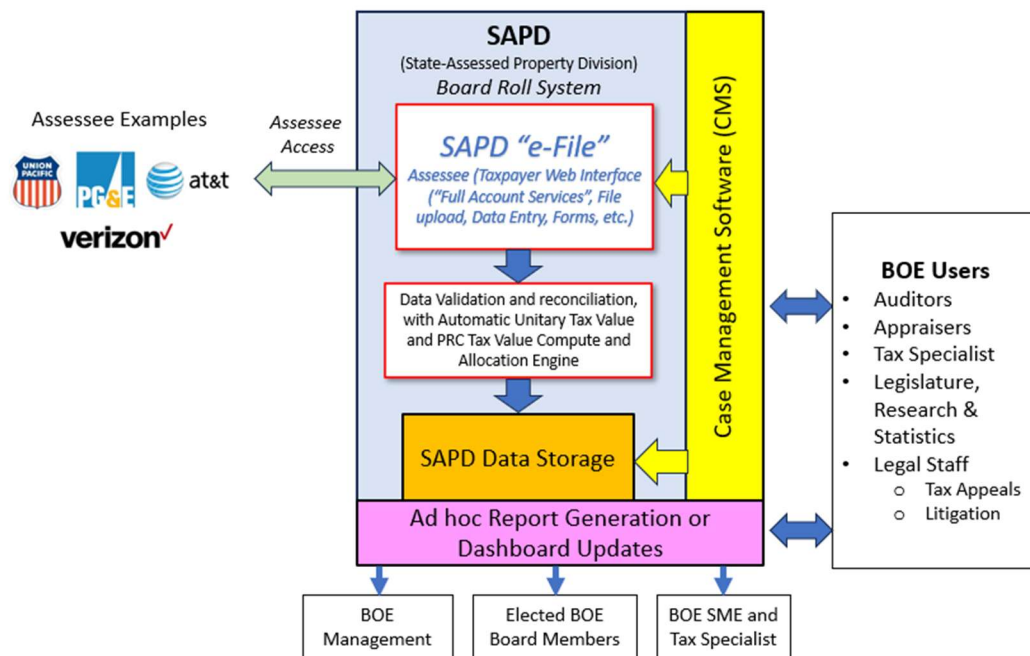 SAPD
(State-Assessed Property Division)
Board Roll System
Assessee Examples
UNION
PACIFIC
PG&E
at&t
verizon
Assessee
Access
SAPD “e-File”
Assessee (Taxpayer Web Interface
(“Full Account Services”, File
upload, Data Entry, Forms, etc.)
Data Validation and reconciliation,
with Automatic Unitary Tax Value
and PRC Tax Value Compute and
Allocation Engine
SAPD Data Storage
Case Management Software (CMS)
Ad hoc Report Generation or
Dashboard Updates
BOE Users
• Auditors
• Appraisers
• Tax Specialist
• Legislature,
Research &
Statistics
• Legal Staff
o Tax Appeals
o Litigation
BOE
Management
Elected BOE
Board Members
BOE SME and
Tax Specialist